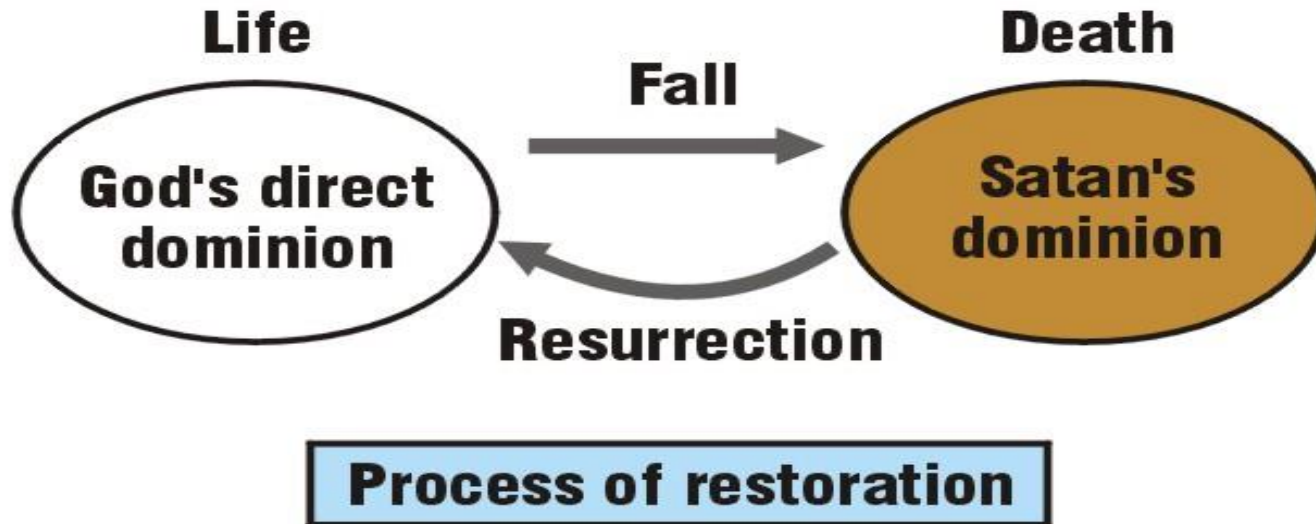 Life
Death
Fall
God's direct
dominion
Satan's
dominion
Resurrection
Process of restoration